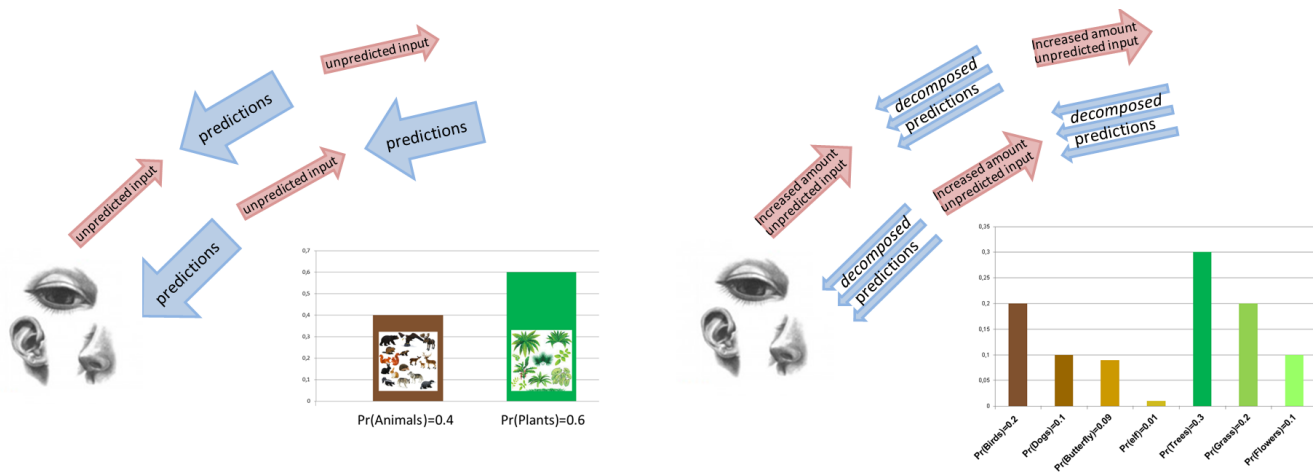 unpredicted input
predictions
predictions
unpredicted input
unpredicted input
predictions
0,7
0,6
0,5
0,4
0,3
0,2
0,1
0
Pr(Animals)=0.4
Pr(Plants)=0.6
Increased amount
unpredicted input
decomposed
predictions
decomposed
predictions
Increased amount
unpredicted input
Increased amount
unpredicted input
decomposed
predictions
0,35
0,3
0,25
0,2
0,15
0,1
0,05
0
Pr(Birds)=0.2
Pr(Dogs)=0.1
Pr(Butterfly)=0.09
Pr(elf)=0.01
Pr(Trees)=0.3
Pr(Grass)=0.2
Pr(Flowers)=0.1